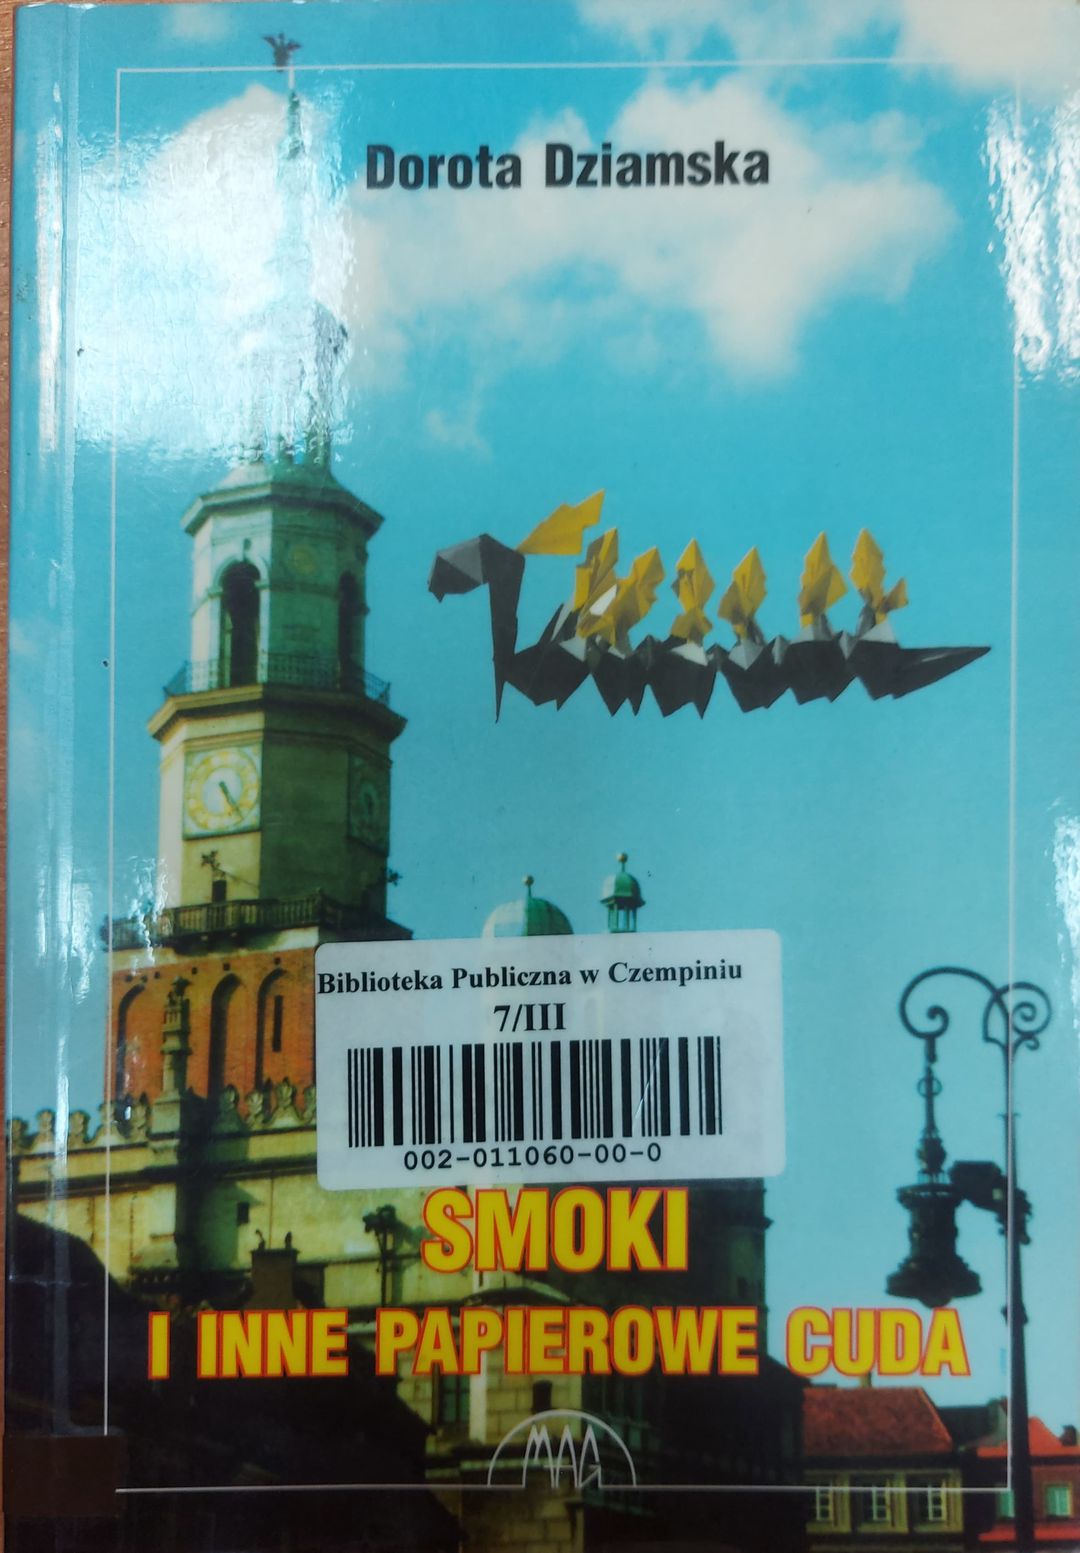 Dorota Dziamska
Biblioteka Publiczna w Czempiniu
7/III
002-011060-00-0
SMOKI
I INNE PAPIEROWE CUDA
MAG